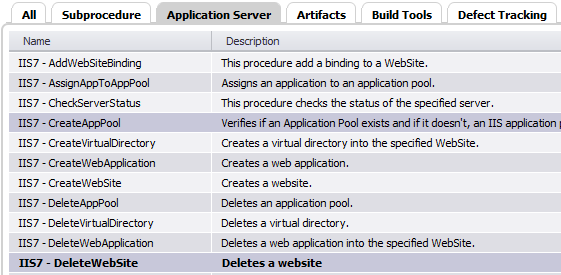 All Subprocedure Application Server Artifacts Build Tools Defect Tracking
Name Description
IIS7 - AddWebSiteBinding This procedure add a binding to a WebSite.
IIS7 - AssignAppToAppPool Assigns an application to an application pool.
IIS7 - CheckServerStatus This procedure checks the status of the specified server.
IIS7 - CreateAppPool Verifies if an Application Pool exists and if it doesn't, an IIS application
IIS7 - CreateVirtualDirectory Creates a virtual directory into the specified WebSite.
IIS7 - CreateWebApplication Creates a web application.
IIS7 - CreateWebSite Creates a website.
IIS7 - DeleteAppPool Deletes an application pool.
IIS7 - DeleteVirtualDirectory Deletes a virtual directory.
IIS7 - DeleteWebApplication Deletes a web application into the specified WebSite.
IIS7 - DeleteWebSite Deletes a website